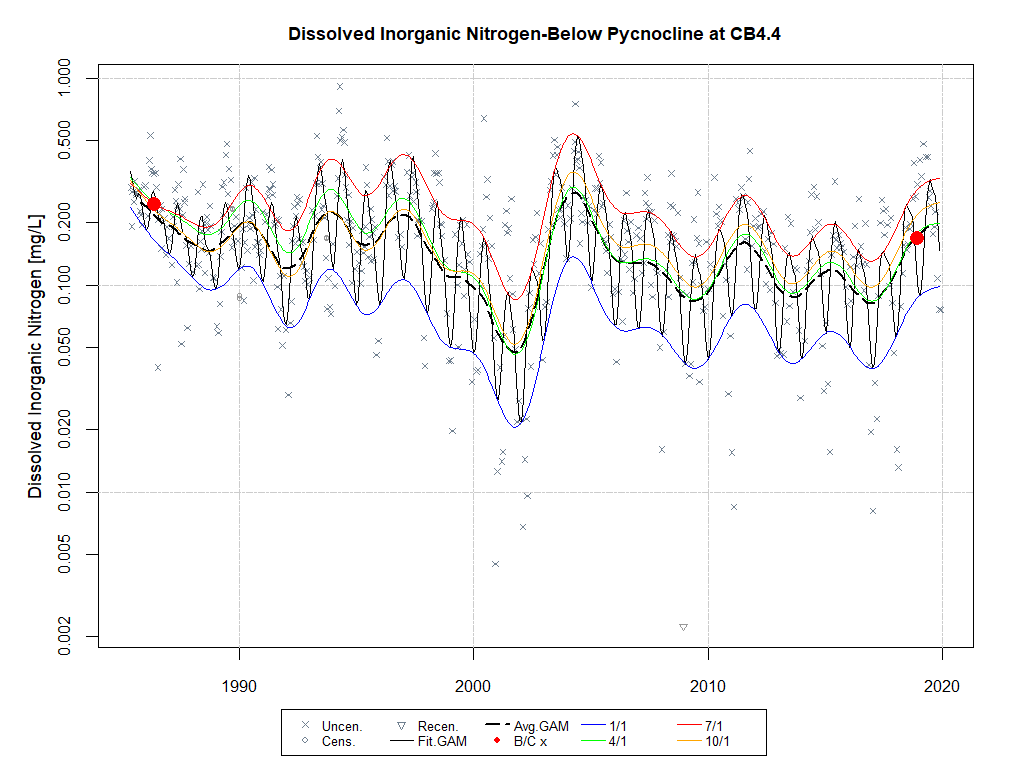 Dissolved Inorganic Nitrogen-Below Pycnocline at CB4.4
Dissolved Inorganic Nitrogen [mg/L]
1.000
0.500
0.200
0.100
0.050
0.020
0.010
0.005
0.002
1990 2000 2010 2020
Uncen. Recen. Avg.GAM 1/1 7/1
Cens. Fit.GAM B/C x 4/1 10/1